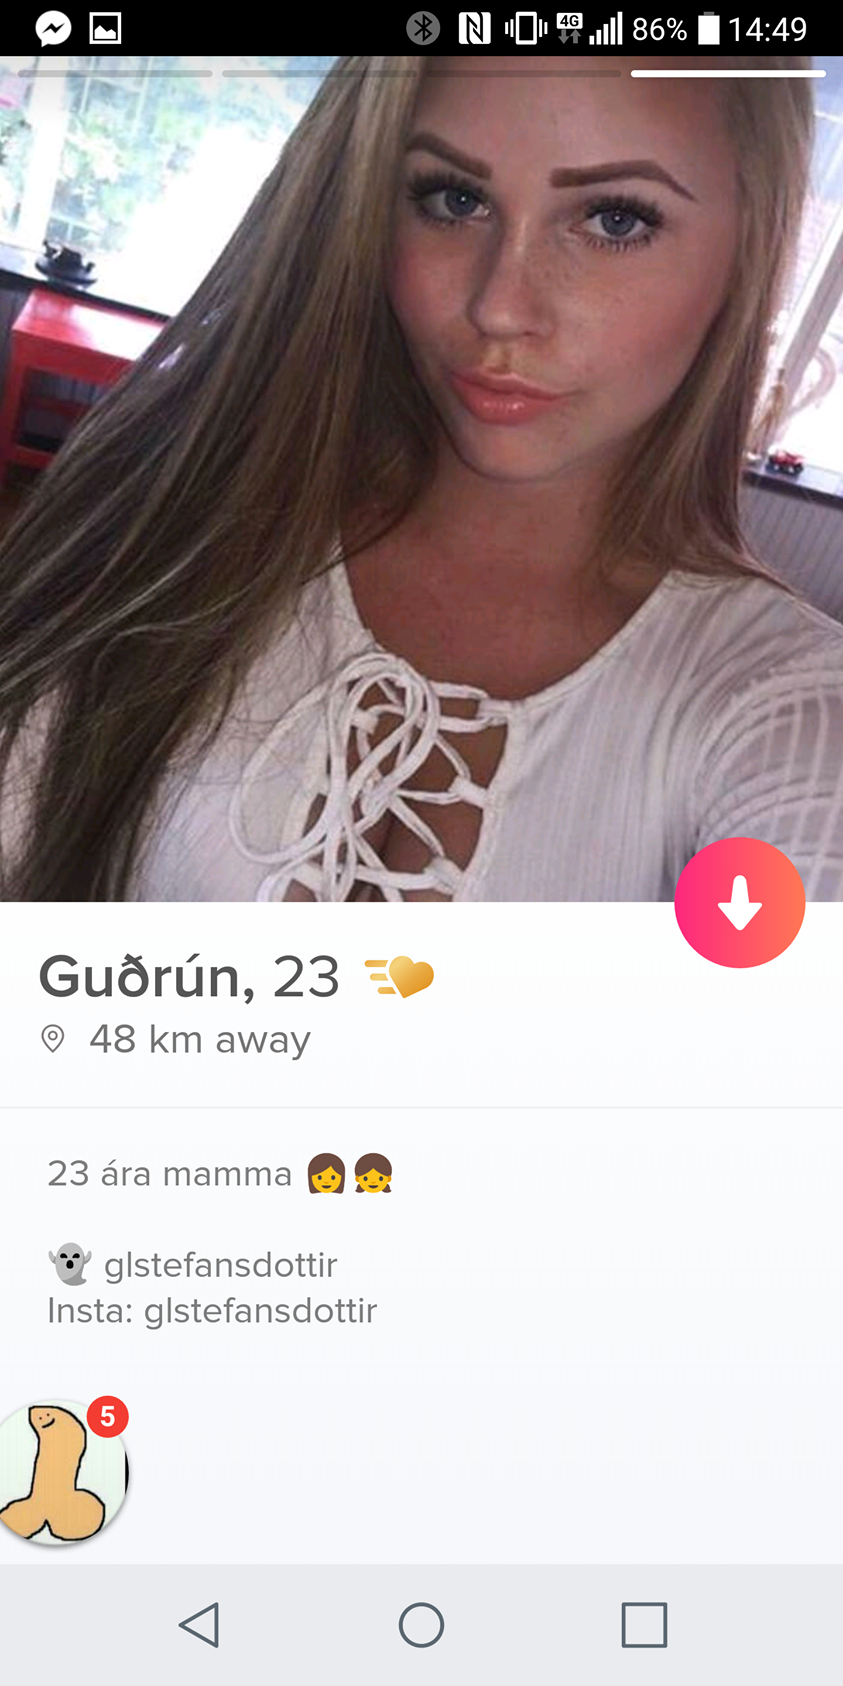 4G 86% 14:49
Guðrún, 23
48 km away
23 ára mamma 👩👧
👻 glstefansdottir
Insta: glstefansdottir
5